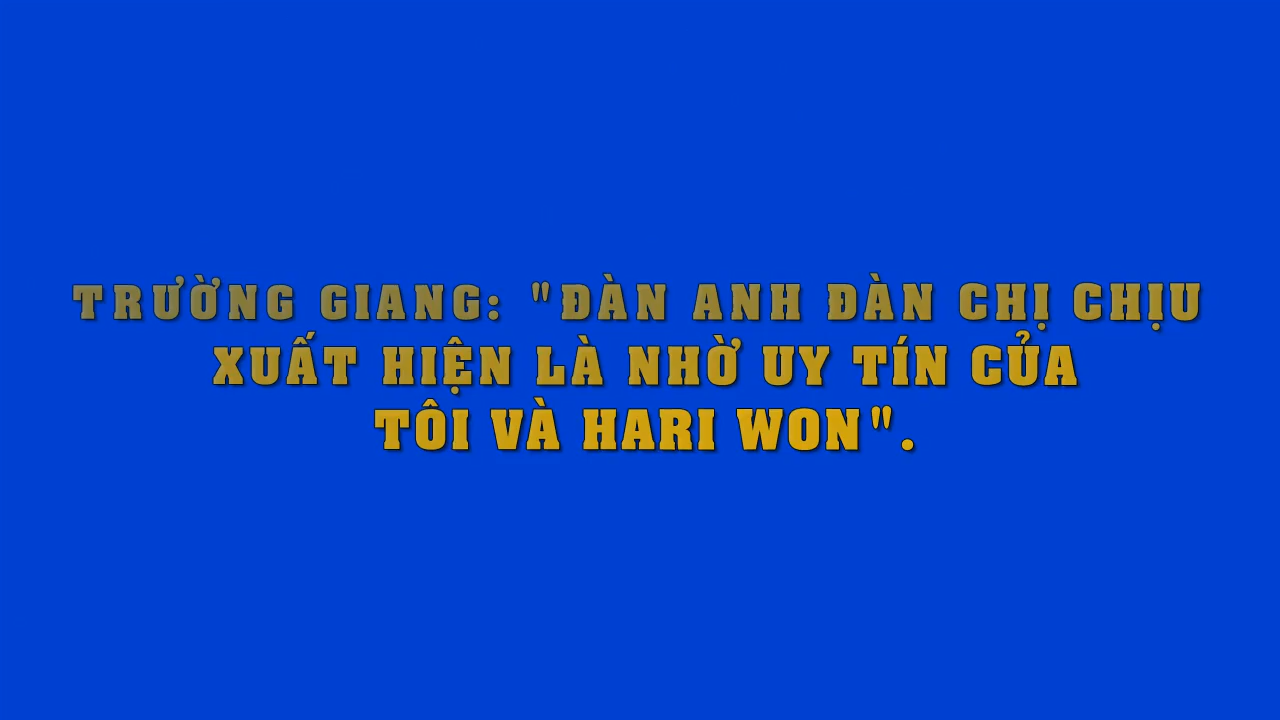 TRƯỜNG GIANG: "ĐÀN ANH ĐÀN CHỊ CHỊU
XUẤT HIỆN LÀ NHỜ UY TÍN CỦA
TÔI VÀ HARI WON".